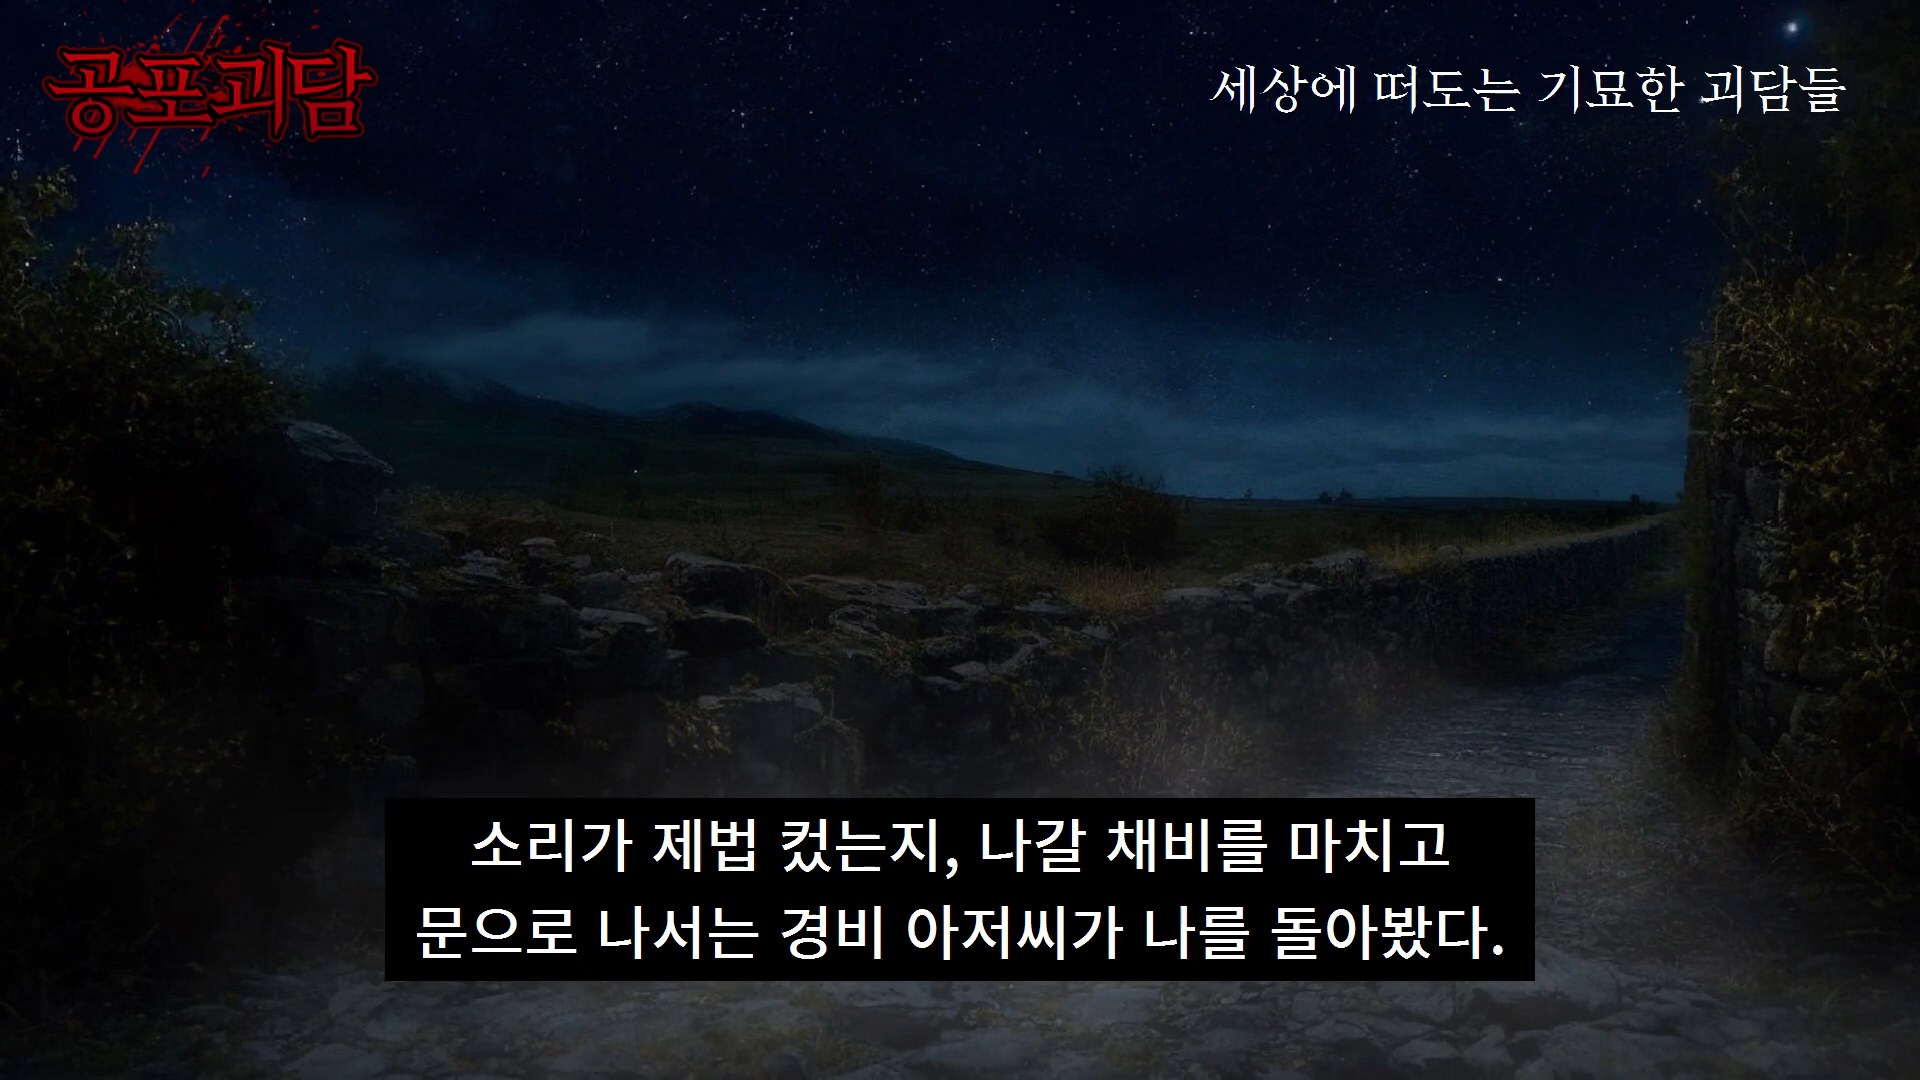 공포괴담
세상에 떠도는 기묘한 괴담들
소리가 제법 컸는지, 나갈 채비를 마치고
문으로 나서는 경비 아저씨가 나를 돌아봤다.